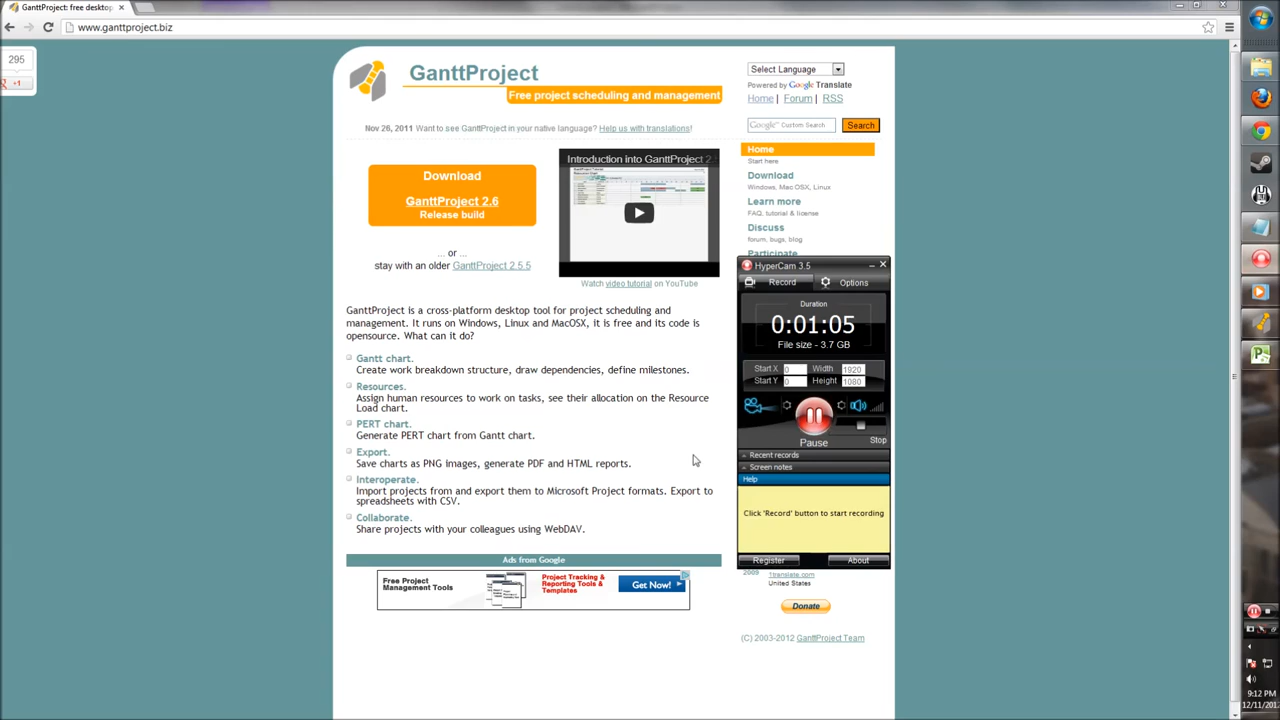 GanttProject: free desktop
www.ganttproject.biz
295
+1
GanttProject
Free project scheduling and management
Nov 26, 2011 Want to see GanttProject in your native language? Help us with translations!
Download
GanttProject 2.6
Release build
... or ...
stay with an older GanttProject 2.5.5
Introduction into GanttProject 2.
Watch video tutorial on YouTube
GanttProject is a cross-platform desktop tool for project scheduling and
management. It runs on Windows, Linux and MacOSX, it is free and its code is
opensource. What can it do?
Gantt chart.
Create work breakdown structure, draw dependencies, define milestones.
Resources.
Assign human resources to work on tasks, see their allocation on the Resource
Load chart.
PERT chart.
Generate PERT chart from Gantt chart.
Export.
Save charts as PNG images, generate PDF and HTML reports.
Interoperate.
Import projects from and export them to Microsoft Project formats. Export to
spreadsheets with CSV.
Collaborate.
Share projects with your colleagues using WebDAV.
Ads from Google
Free Project
Management Tools
Project Tracking &
Reporting Tools &
Templates
Get Now!
Select Language
Powered by Google Translate
Home | Forum | RSS
Google Custom Search
Search
Home
Start here
Download
Windows, Mac OSX, Linux
Learn more
FAQ, tutorial & license
Discuss
forum, bugs, blog
Participate
HyperCam 3.5
Record
Options
Duration
0:01:05
File size - 3.7 GB
Start X 0 Width 1920
Start Y 0 Height 1080
Pause
Stop
Recent records
Screen notes
Help
Click 'Record' button to start recording
Register
About
2009
1translate.com
United States
Donate
(C) 2003-2012 GanttProject Team
9:12 PM
12/11/201